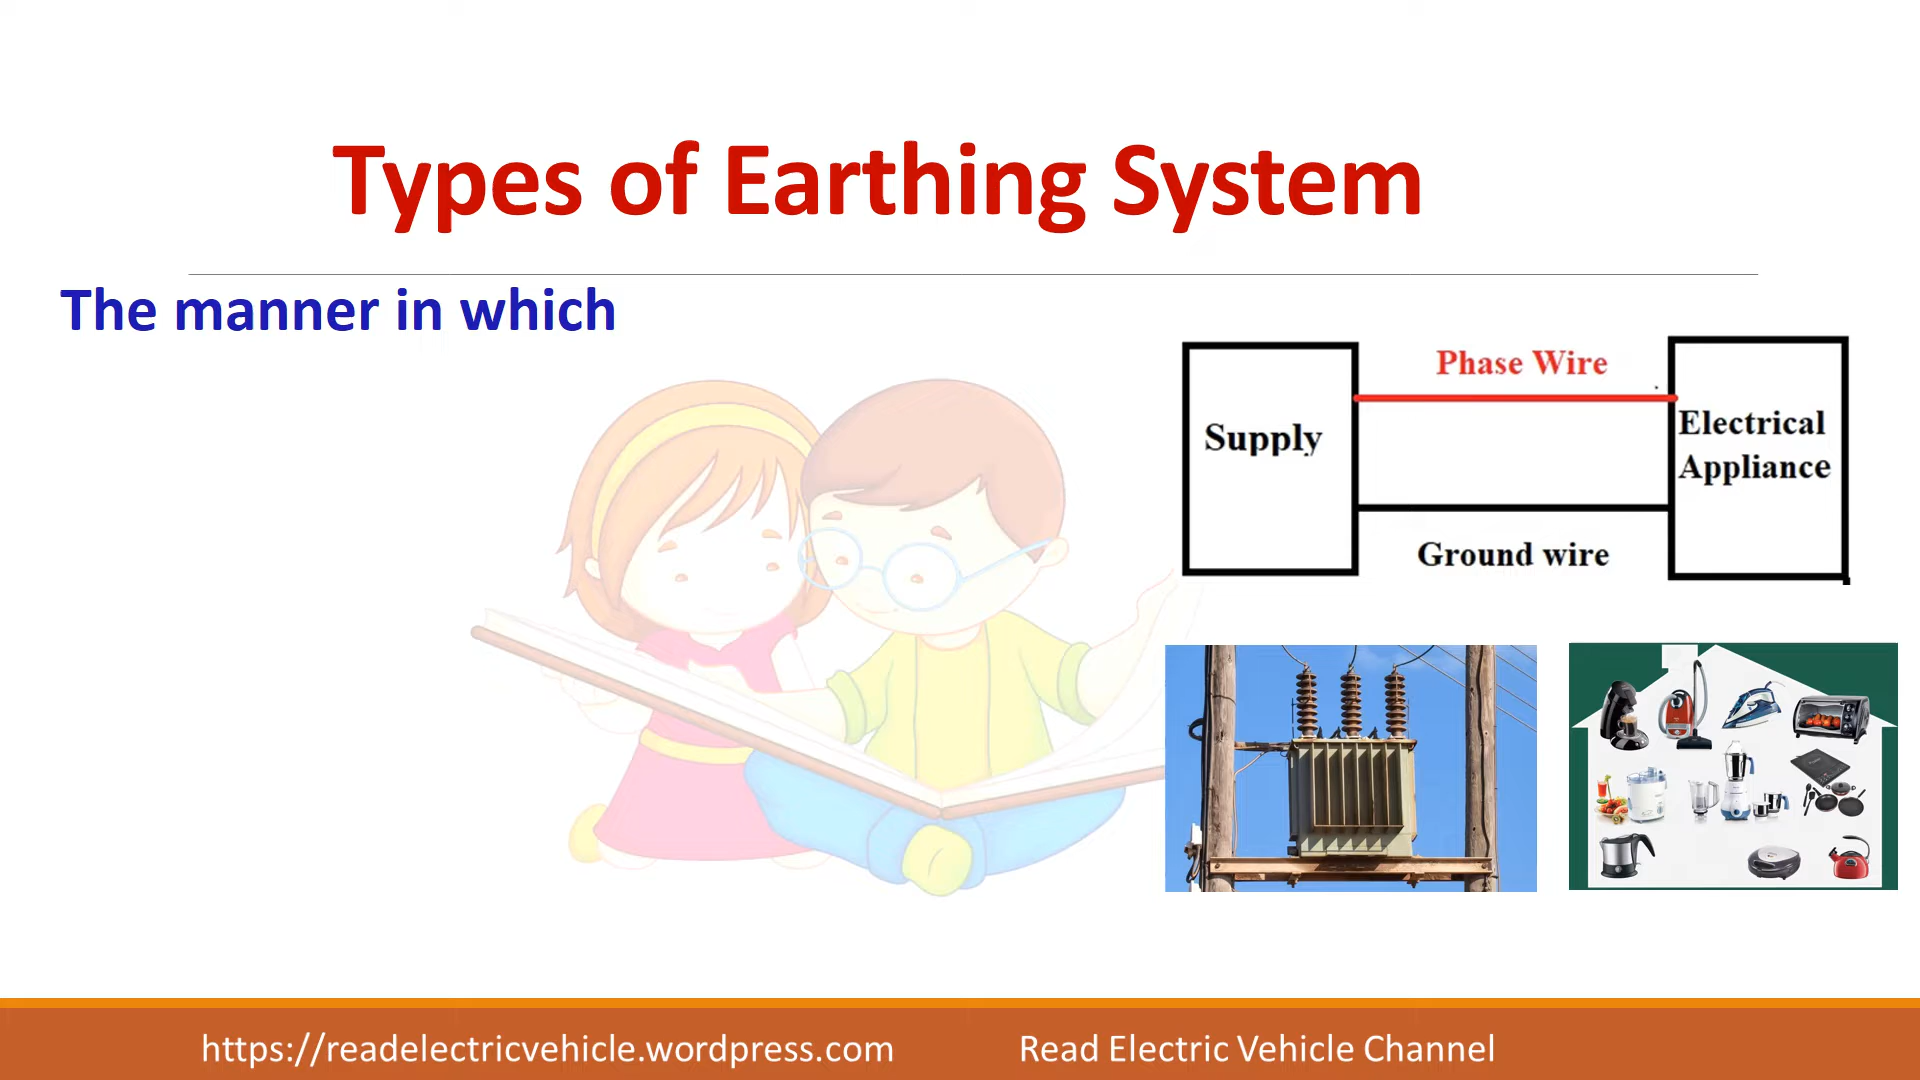 Types of Earthing System
The manner in which
Phase Wire
Supply
Electrical
Appliance
Ground wire
https://readelectricvehicle.wordpress.com
Read Electric Vehicle Channel